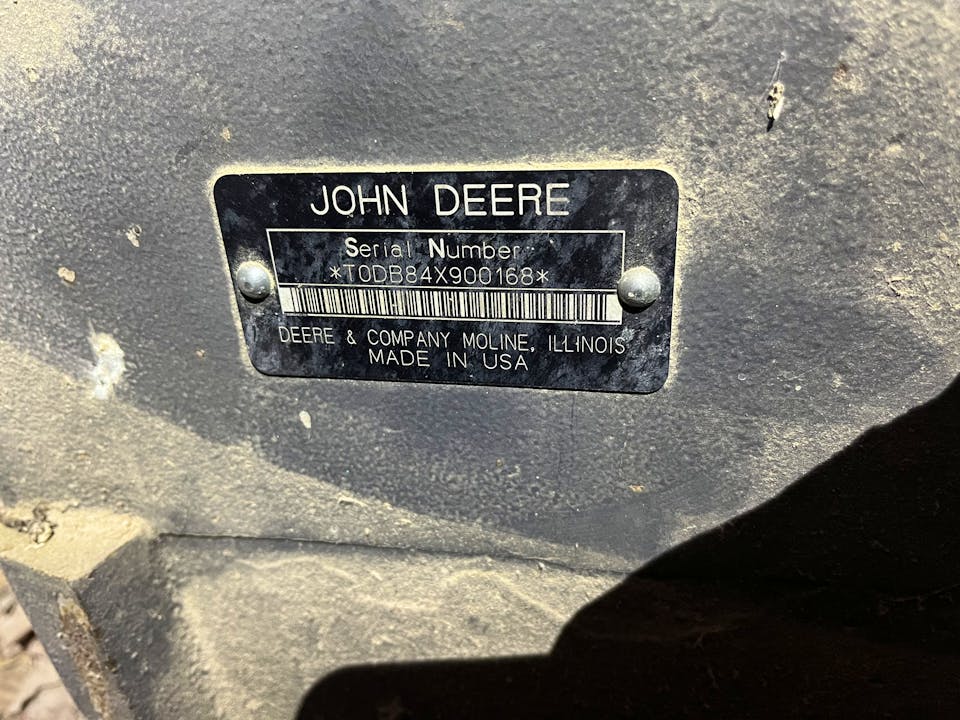 JOHN DEERE
Serial Number
*T0DB84X900168*
DEERE & COMPANY MOLINE, ILLINOIS
MADE IN USA